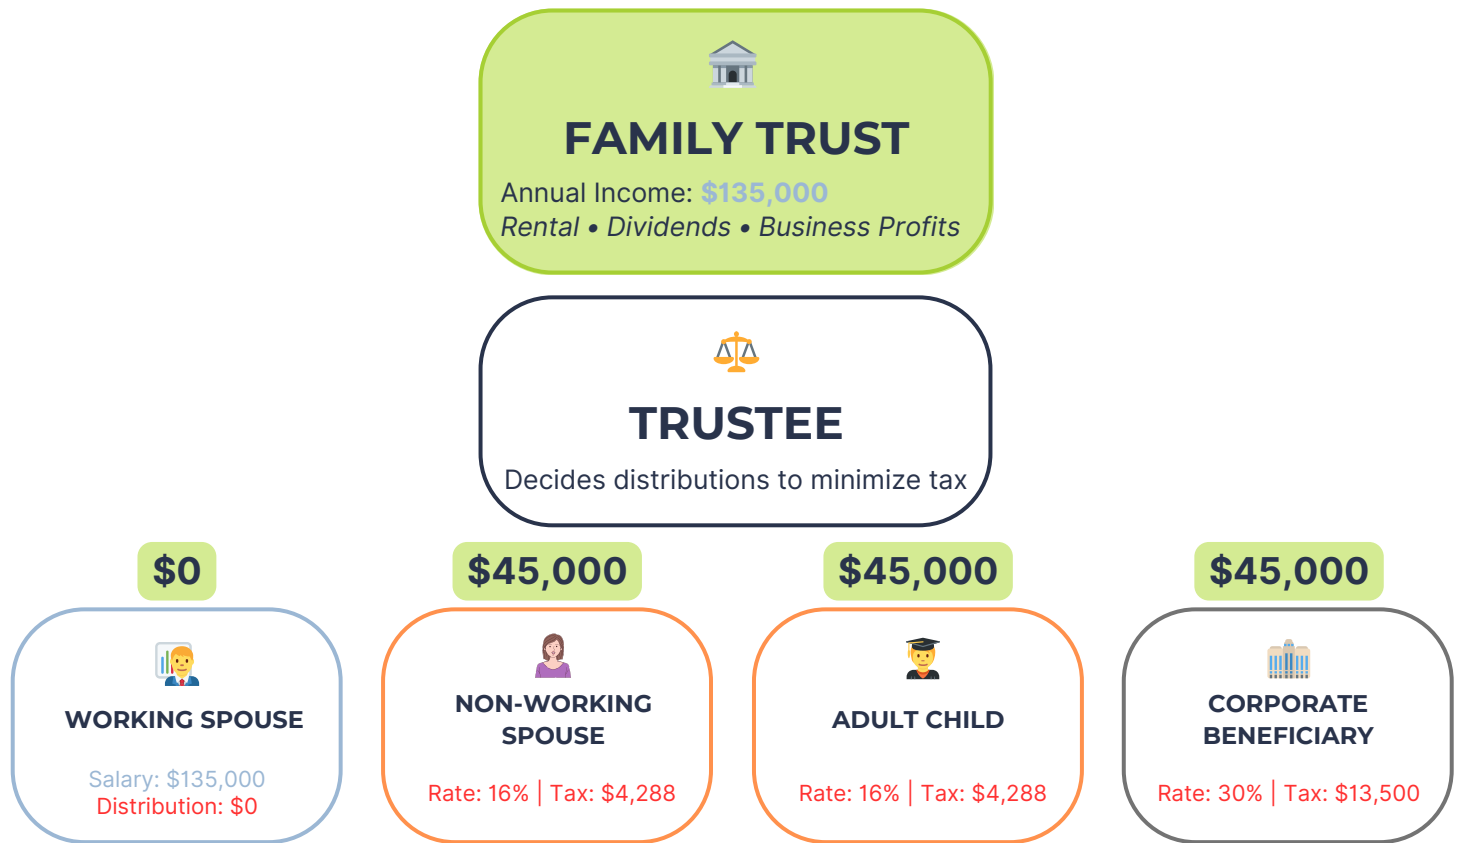 FAMILY TRUST
Annual Income: $135,000
Rental • Dividends • Business Profits
TRUSTEE
Decides distributions to minimize tax
$0
$45,000
$45,000
$45,000
WORKING SPOUSE
Salary: $135,000
Distribution: $0
NON-WORKING
SPOUSE
Rate: 16% | Tax: $4,288
ADULT CHILD
Rate: 16% | Tax: $4,288
CORPORATE
BENEFICIARY
Rate: 30% | Tax: $13,500